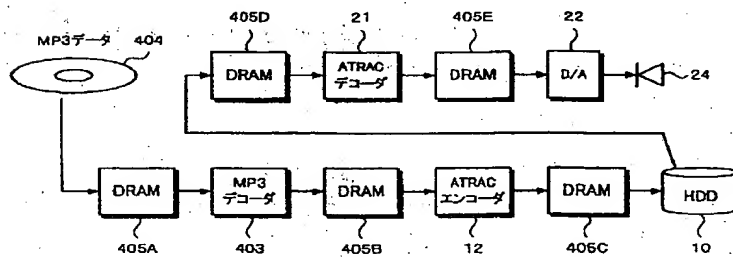 MP3データ
404
405D
21
405E
22
DRAM
ATRAC
デコーダ
DRAM
D/A
24
DRAM
MP3
デコーダ
DRAM
ATRAC
エンコーダ
DRAM
HDD
405A
403
405B
12
405C
10